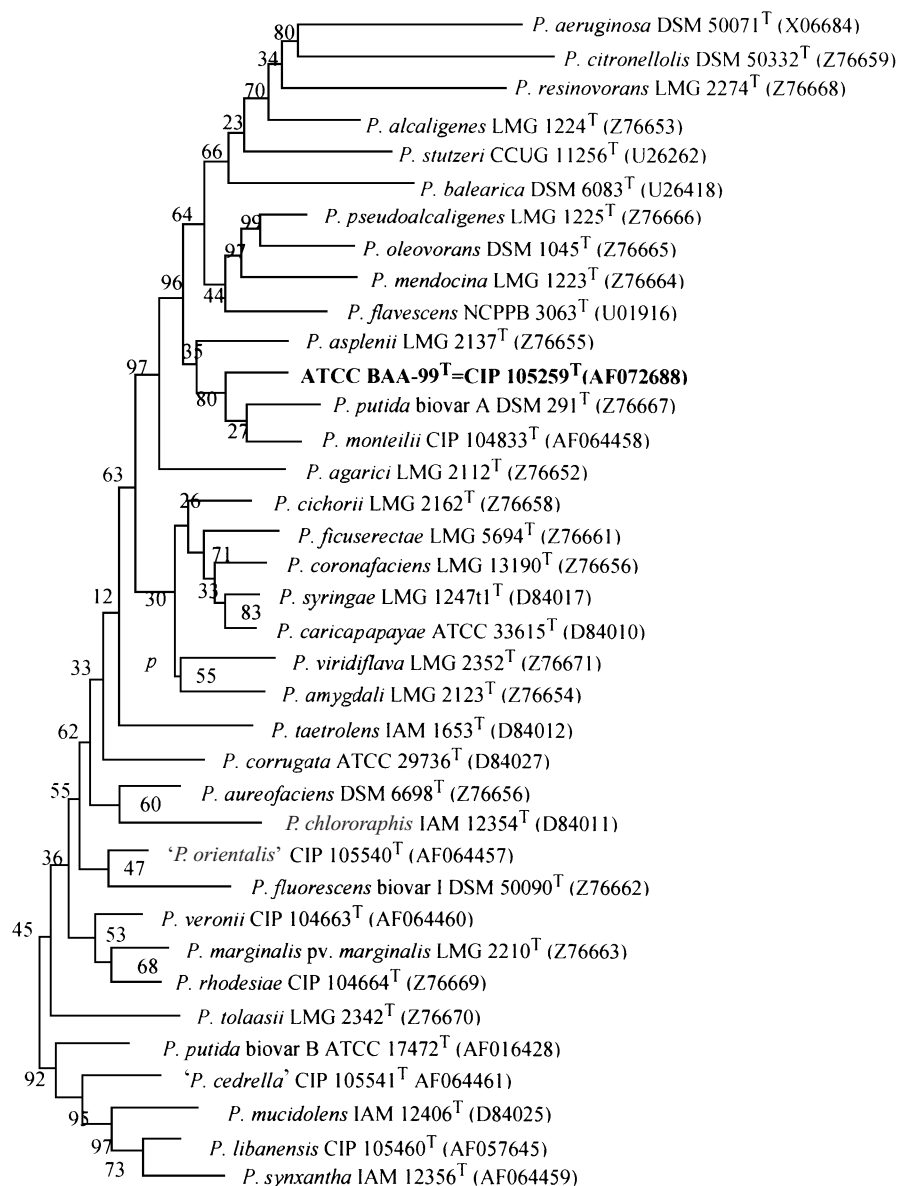 80
P. aeruginosa DSM 50071T (X06684)
P. citronellolis DSM 50332T (Z76659)
34
P. resinovorans LMG 2274T (Z76668)
70
P. alcaligenes LMG 1224T (Z76653)
23
P. stutzeri CCUG 11256T (U26262)
66
P. balearica DSM 6083T (U26418)
64
99
P. pseudoalcaligenes LMG 1225T (Z76666)
P. oleovorans DSM 1045T (Z76665)
97
P. mendocina LMG 1223T (Z76664)
96
44
P. flavescens NCPPB 3063T (U01916)
P. asplenii LMG 2137T (Z76655)
35
97
ATCC BAA-99T=CIP 105259T(AF072688)
80
P. putida biovar A DSM 291T (Z76667)
27
P. monteilii CIP 104833T (AF064458)
63
P. agarici LMG 2112T (Z76652)
26
P. cichorii LMG 2162T (Z76658)
P. ficuserectae LMG 5694T (Z76661)
71
P. coronafaciens LMG 13190T (Z76656)
12
30
33
P. syringae LMG 1247t1T (D84017)
83
P. caricapapayae ATCC 33615T (D84010)
33
p
P. viridiflava LMG 2352T (Z76671)
55
P. amygdali LMG 2123T (Z76654)
62
P. taetrolens IAM 1653T (D84012)
P. corrugata ATCC 29736T (D84027)
55
P. aureofaciens DSM 6698T (Z76656)
60
P. chlororaphis IAM 12354T (D84011)
36
‘P. orientalis’ CIP 105540T (AF064457)
47
P. fluorescens biovar I DSM 50090T (Z76662)
45
P. veronii CIP 104663T (AF064460)
53
P. marginalis pv. marginalis LMG 2210T (Z76663)
68
P. rhodesiae CIP 104664T (Z76669)
P. tolaasii LMG 2342T (Z76670)
P. putida biovar B ATCC 17472T (AF016428)
92
‘P. cedrella’ CIP 105541T AF064461)
95
P. mucidolens IAM 12406T (D84025)
97
P. libanensis CIP 105460T (AF057645)
73
P. synxantha IAM 12356T (AF064459)